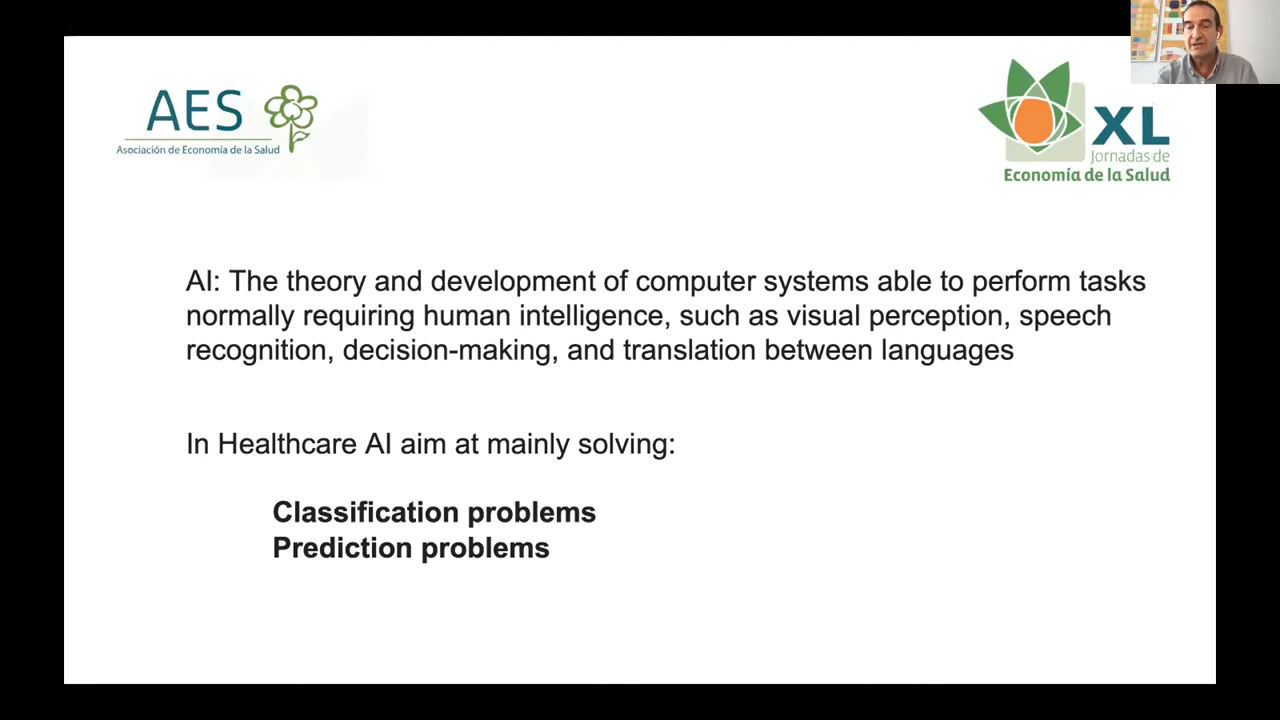 AES
Asociación de Economía de la Salud
XL
Jornadas de
Economía de la Salud
AI: The theory and development of computer systems able to perform tasks
normally requiring human intelligence, such as visual perception, speech
recognition, decision-making, and translation between languages
In Healthcare AI aim at mainly solving:
Classification problems
Prediction problems